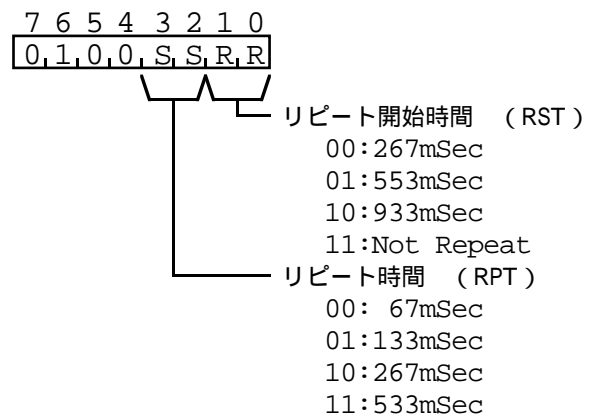 7 6 5 4 3 2 1 0
0 1 0 0 S S R R
リピート開始時間 (RST)
00:267mSec
01:553mSec
10:933mSec
11:Not Repeat
リピート時間 (RPT)
00: 67mSec
01:133mSec
10:267mSec
11:533mSec